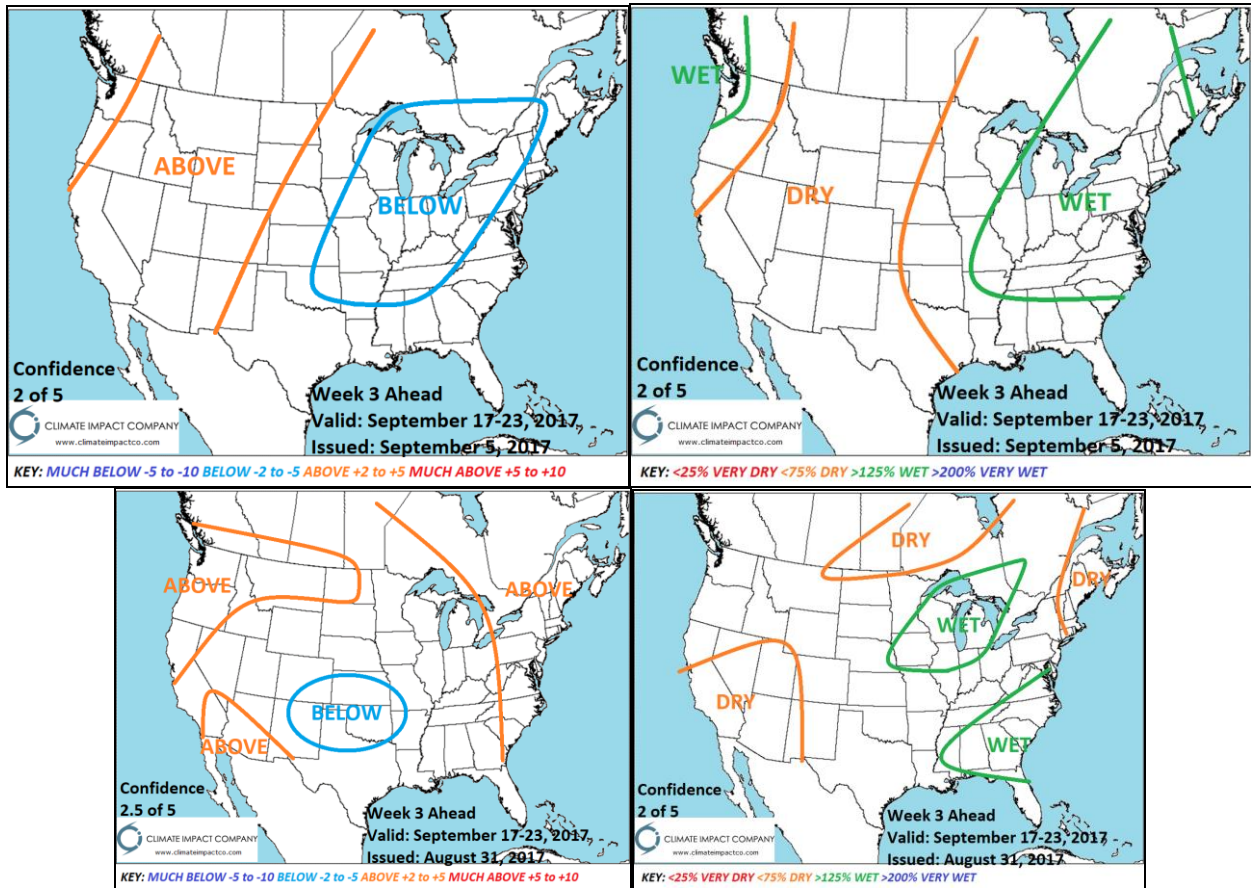 ABOVE
BELOW
Confidence
2 of 5
CLIMATE IMPACT COMPANY
www.climateimpactco.com
Week 3 Ahead
Valid: September 17-23, 2017
Issued: September 5, 2017
KEY: MUCH BELOW -5 to -10 BELOW -2 to -5 ABOVE +2 to +5 MUCH ABOVE +5 to +10
WET
DRY
WET
Confidence
2 of 5
CLIMATE IMPACT COMPANY
www.climateimpactco.com
Week 3 Ahead
Valid: September 17-23, 2017
Issued: September 5, 2017
KEY: <25% VERY DRY <75% DRY >125% WET >200% VERY WET
ABOVE
ABOVE
BELOW
ABOVE
Confidence
2.5 of 5
CLIMATE IMPACT COMPANY
www.climateimpactco.com
Week 3 Ahead
Valid: September 17-23, 2017
Issued: August 31, 2017
KEY: MUCH BELOW -5 to -10 BELOW -2 to -5 ABOVE +2 to +5 MUCH ABOVE +5 to +10
DRY
DRY
WET
DRY
WET
Confidence
2 of 5
CLIMATE IMPACT COMPANY
www.climateimpactco.com
Week 3 Ahead
Valid: September 17-23, 2017
Issued: August 31, 2017
KEY: <25% VERY DRY <75% DRY >125% WET >200% VERY WET